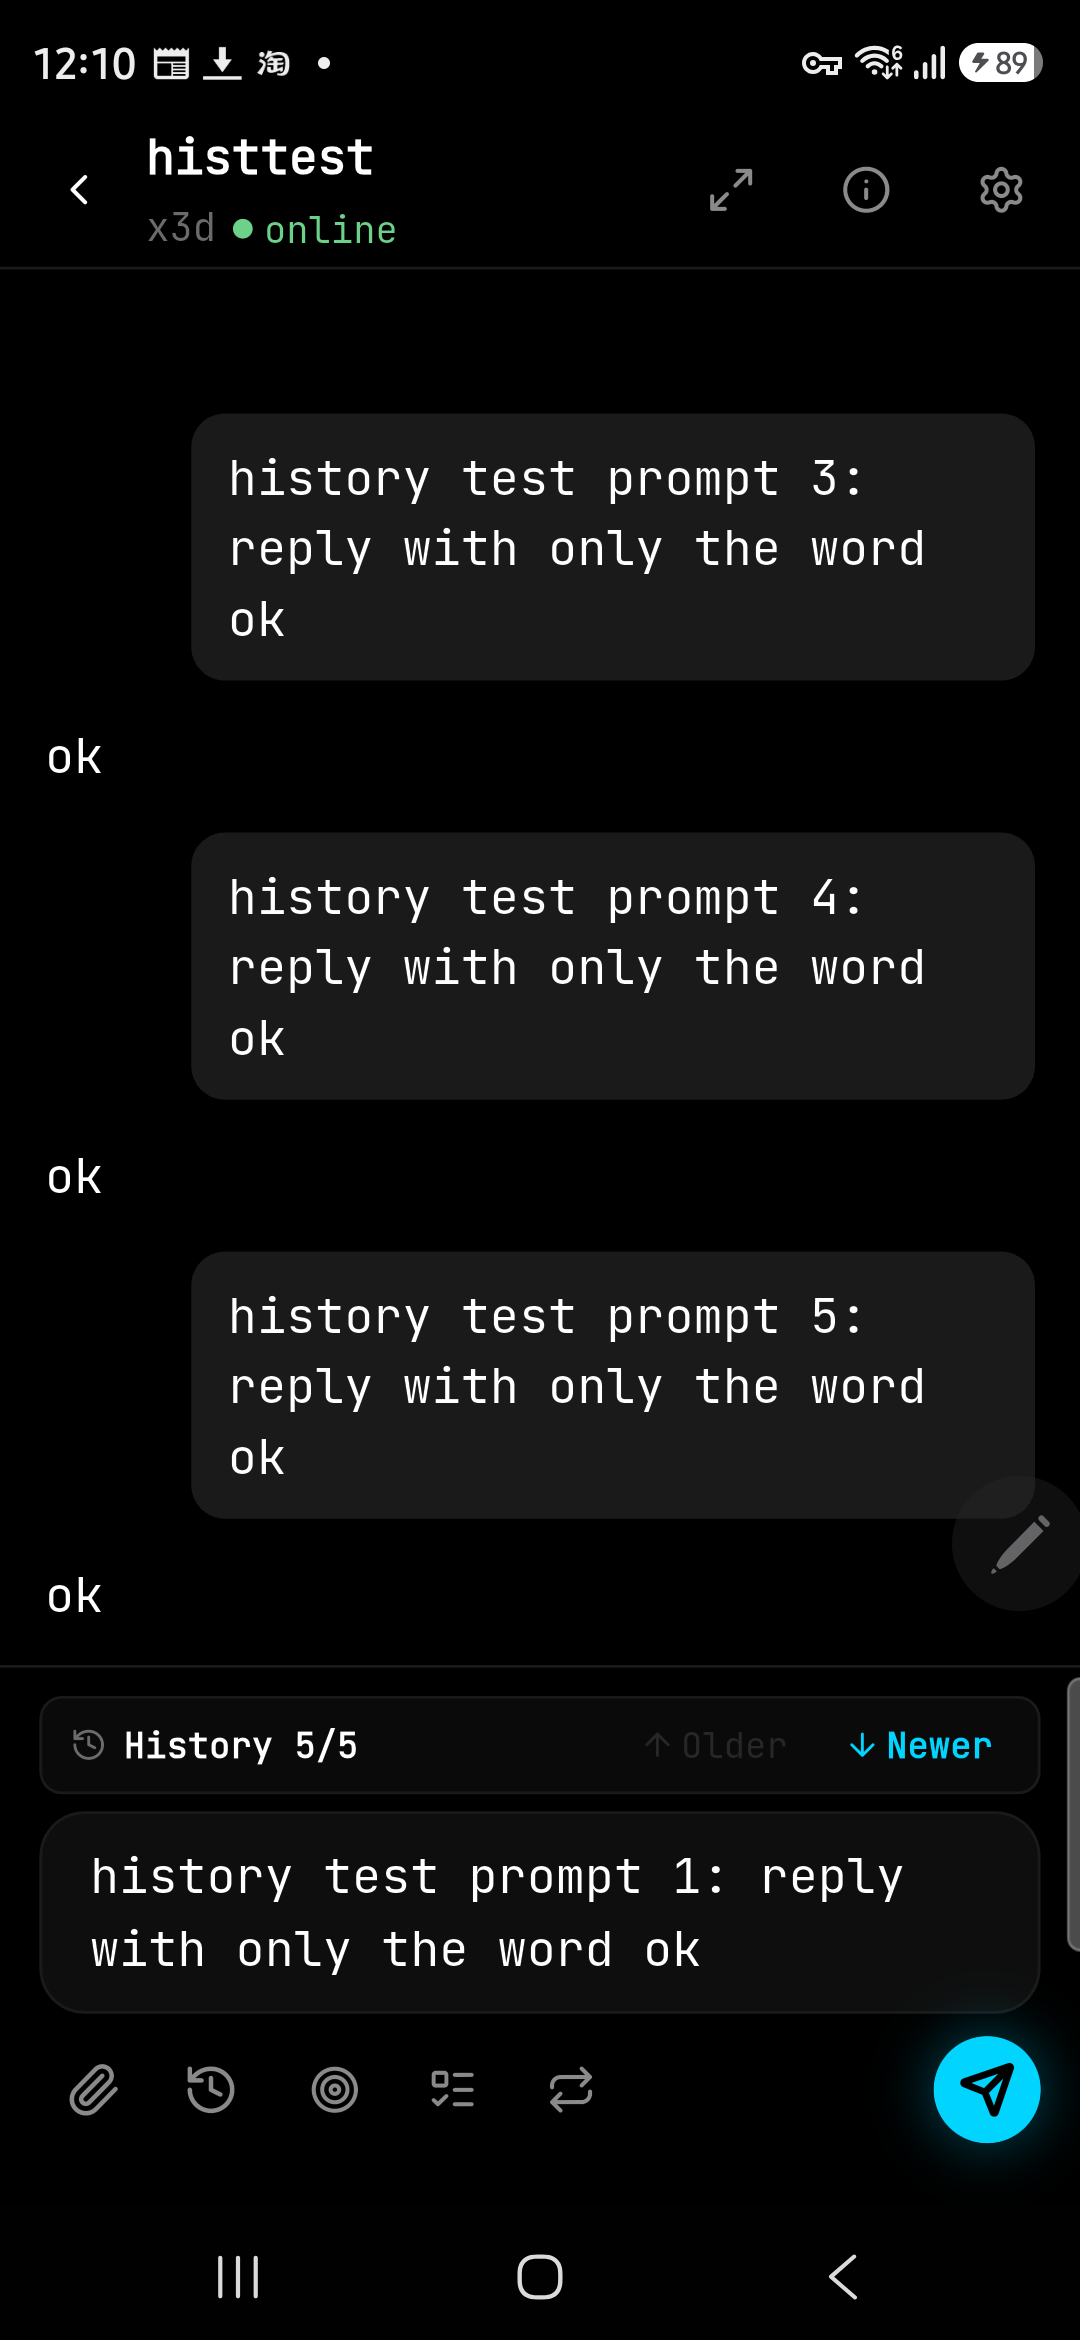 12:10 淘 6 89
histtest
x3d online
history test prompt 3:
reply with only the word
ok
ok
history test prompt 4:
reply with only the word
ok
ok
history test prompt 5:
reply with only the word
ok
ok
History 5/5 Older Newer
history test prompt 1: reply
with only the word ok